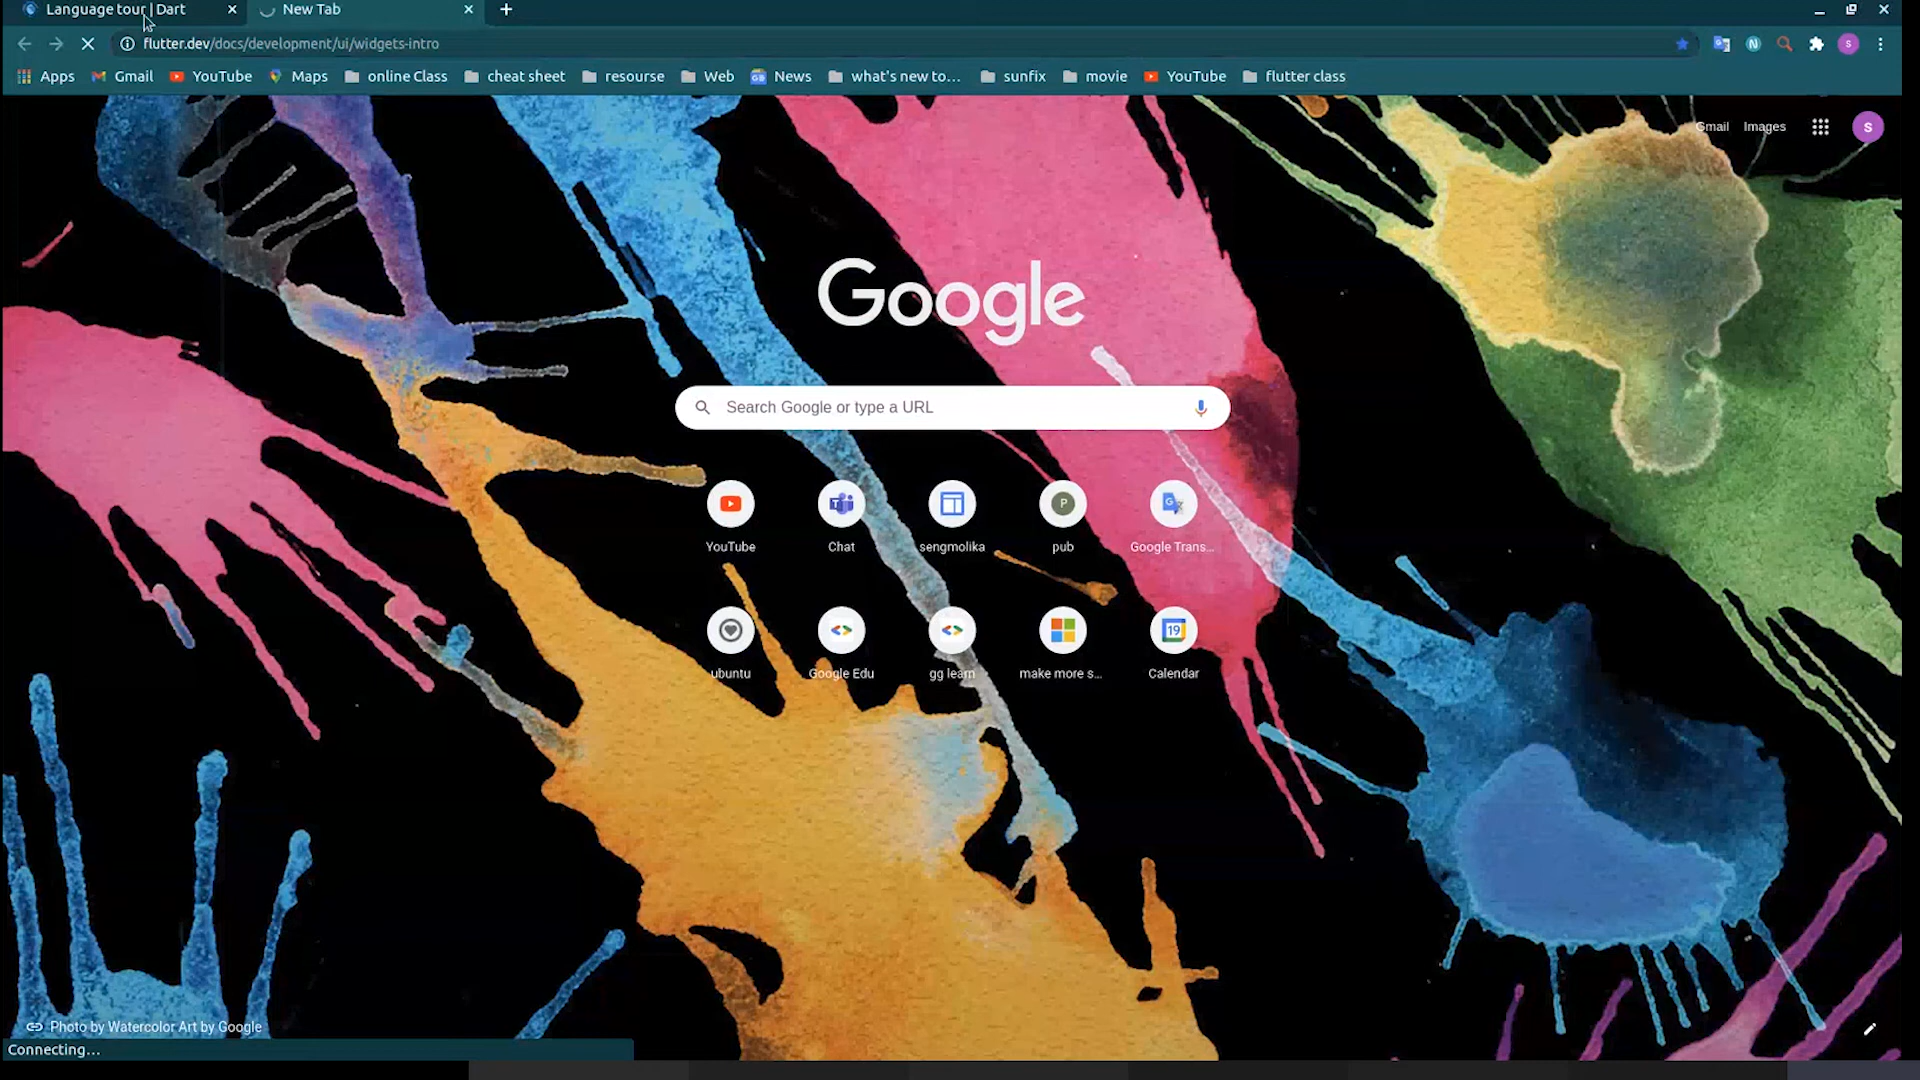 Language tour | Dart
New Tab
flutter.dev/docs/development/ui/widgets-intro
Apps
Gmail
YouTube
Maps
online Class
cheat sheet
resourse
Web
News
what's new to...
sunfix
movie
YouTube
flutter class
Gmail
Images
S
Google
Search Google or type a URL
YouTube
Chat
sengmolika
P
pub
Google Trans...
ubuntu
Google Edu
gg learn
make more s...
19
Calendar
Photo by Watercolor Art by Google
Connecting...